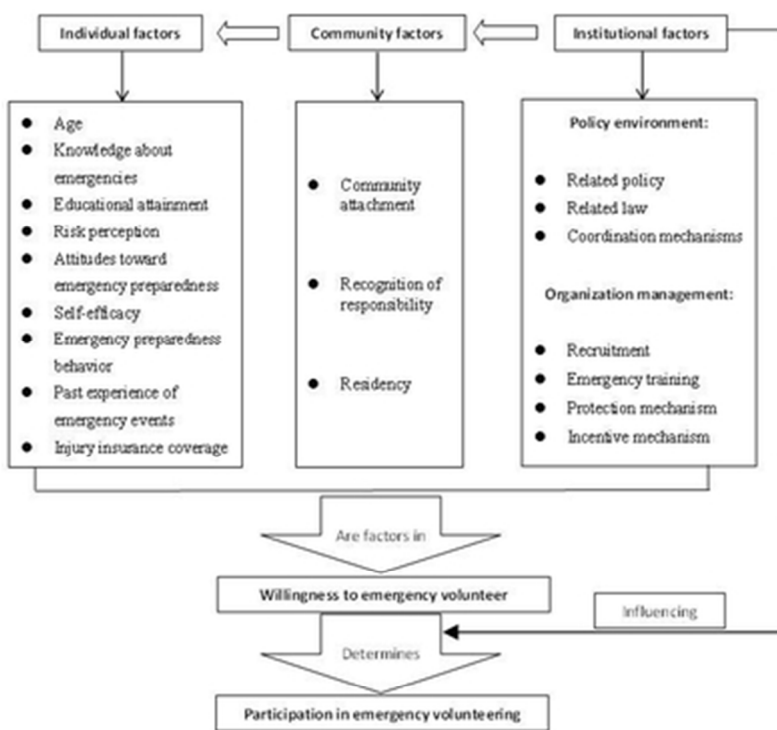 Individual factors
Community factors
Institutional factors
Age
Knowledge about
emergencies
Educational attainment
Risk perception
Attitudes toward
emergency preparedness
Self-efficacy
Emergency preparedness
behavior
Past experience of
emergency events
Injury insurance coverage
Community
attachment
Recognition of
responsibility
Residency
Policy environment:
Related policy
Related law
Coordination mechanisms
Organization management:
Recruitment
Emergency training
Protection mechanism
Incentive mechanism
Are factors in
Willingness to emergency volunteer
Influencing
Determines
Participation in emergency volunteering